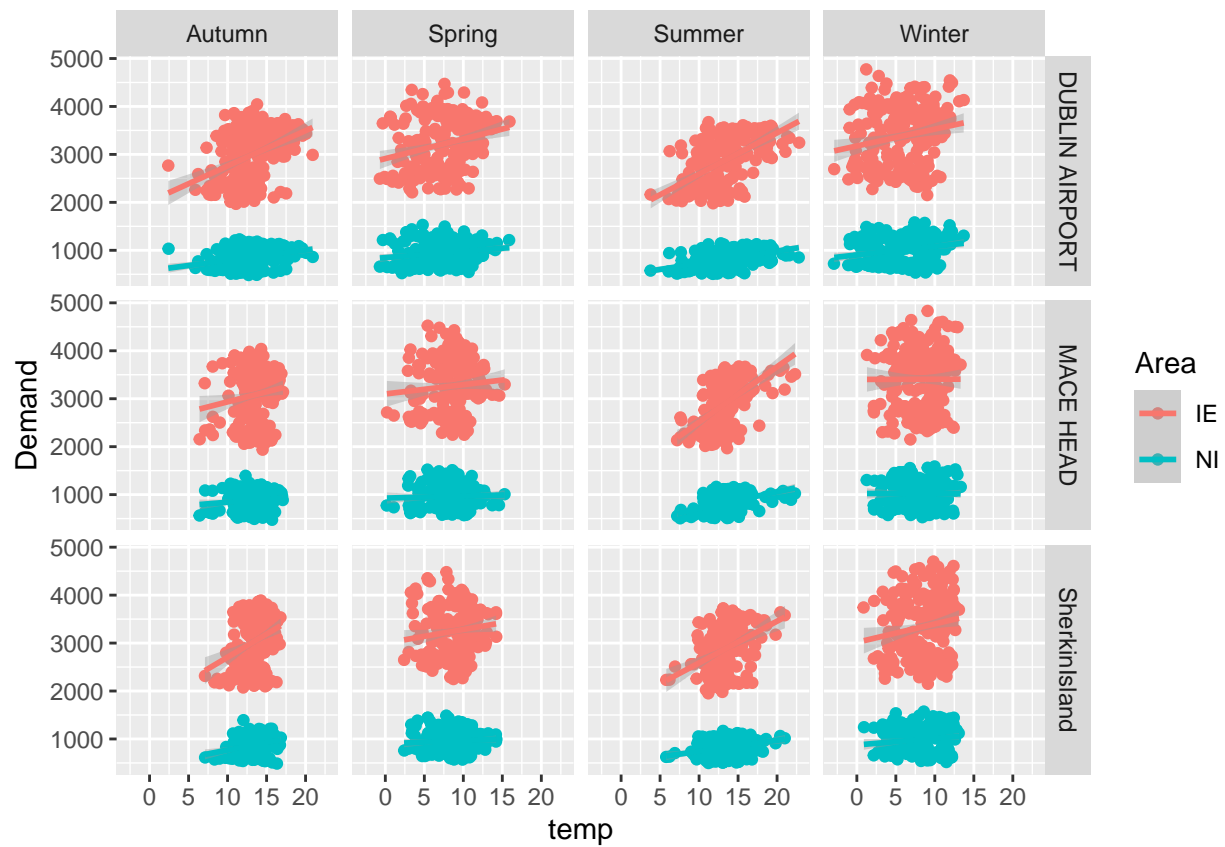 Autumn Spring Summer Winter
5000
4000
3000
2000
1000
DUBLIN AIRPORT
5000
4000
3000
2000
1000
MACE HEAD
5000
4000
3000
2000
1000
SherkinIsland
Demand
0 5 10 15 20 0 5 10 15 20 0 5 10 15 20 0 5 10 15 20
temp
Area
IE
NI